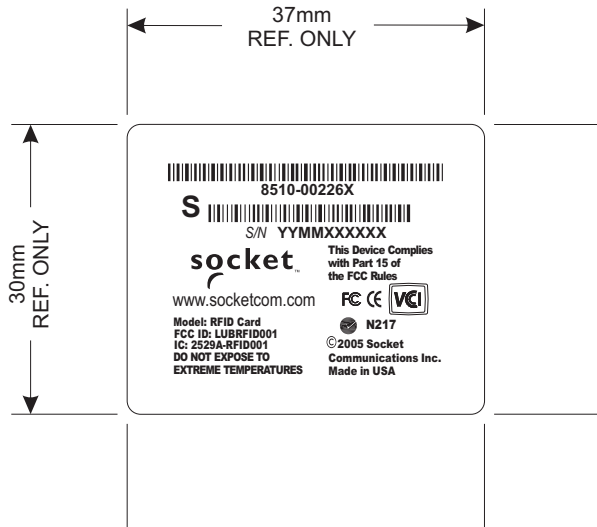 37mm
REF. ONLY
30mm
REF. ONLY
8510-00226X
S
S/N YYMMXXXXXX
socket™
www.socketcom.com
Model: RFID Card
FCC ID: LUBRFID001
IC: 2529A-RFID001
DO NOT EXPOSE TO
EXTREME TEMPERATURES
This Device Complies
with Part 15 of
the FCC Rules
FC CE VCI
N217
©2005 Socket
Communications Inc.
Made in USA